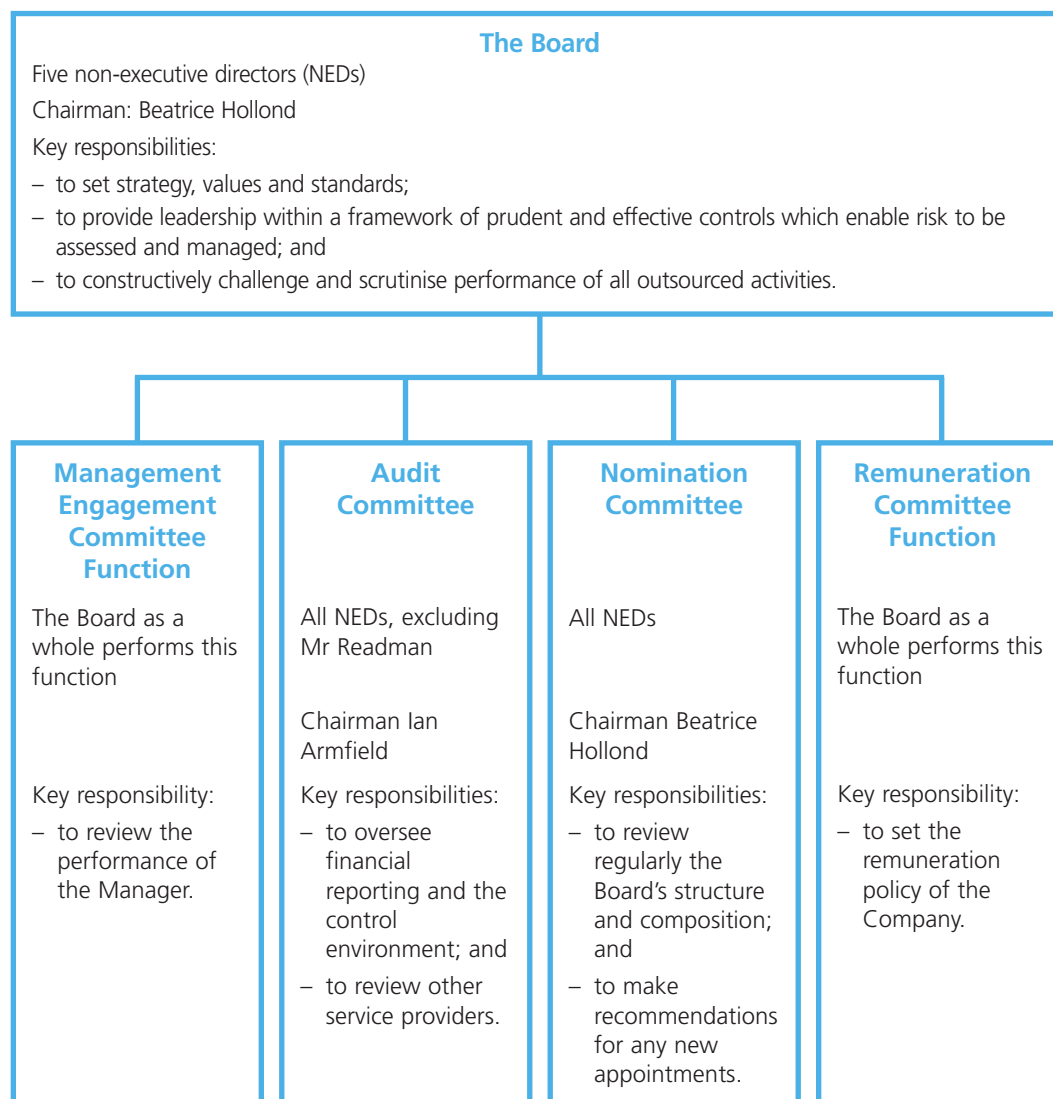 The Board
Five non-executive directors (NEDs)
Chairman: Beatrice Hollond
Key responsibilities:
– to set strategy, values and standards;
– to provide leadership within a framework of prudent and effective controls which enable risk to be
assessed and managed; and
– to constructively challenge and scrutinise performance of all outsourced activities.
Management
Engagement
Committee
Function
The Board as a
whole performs this
function
Key responsibility:
– to review the
performance of
the Manager.
Audit
Committee
All NEDs, excluding
Mr Readman
Chairman Ian
Armfield
Key responsibilities:
– to oversee
financial
reporting and the
control
environment; and
– to review other
service providers.
Nomination
Committee
All NEDs
Chairman Beatrice
Hollond
Key responsibilities:
– to review
regularly the
Board’s structure
and composition;
and
– to make
recommendations
for any new
appointments.
Remuneration
Committee
Function
The Board as a
whole performs this
function
Key responsibility:
– to set the
remuneration
policy of the
Company.